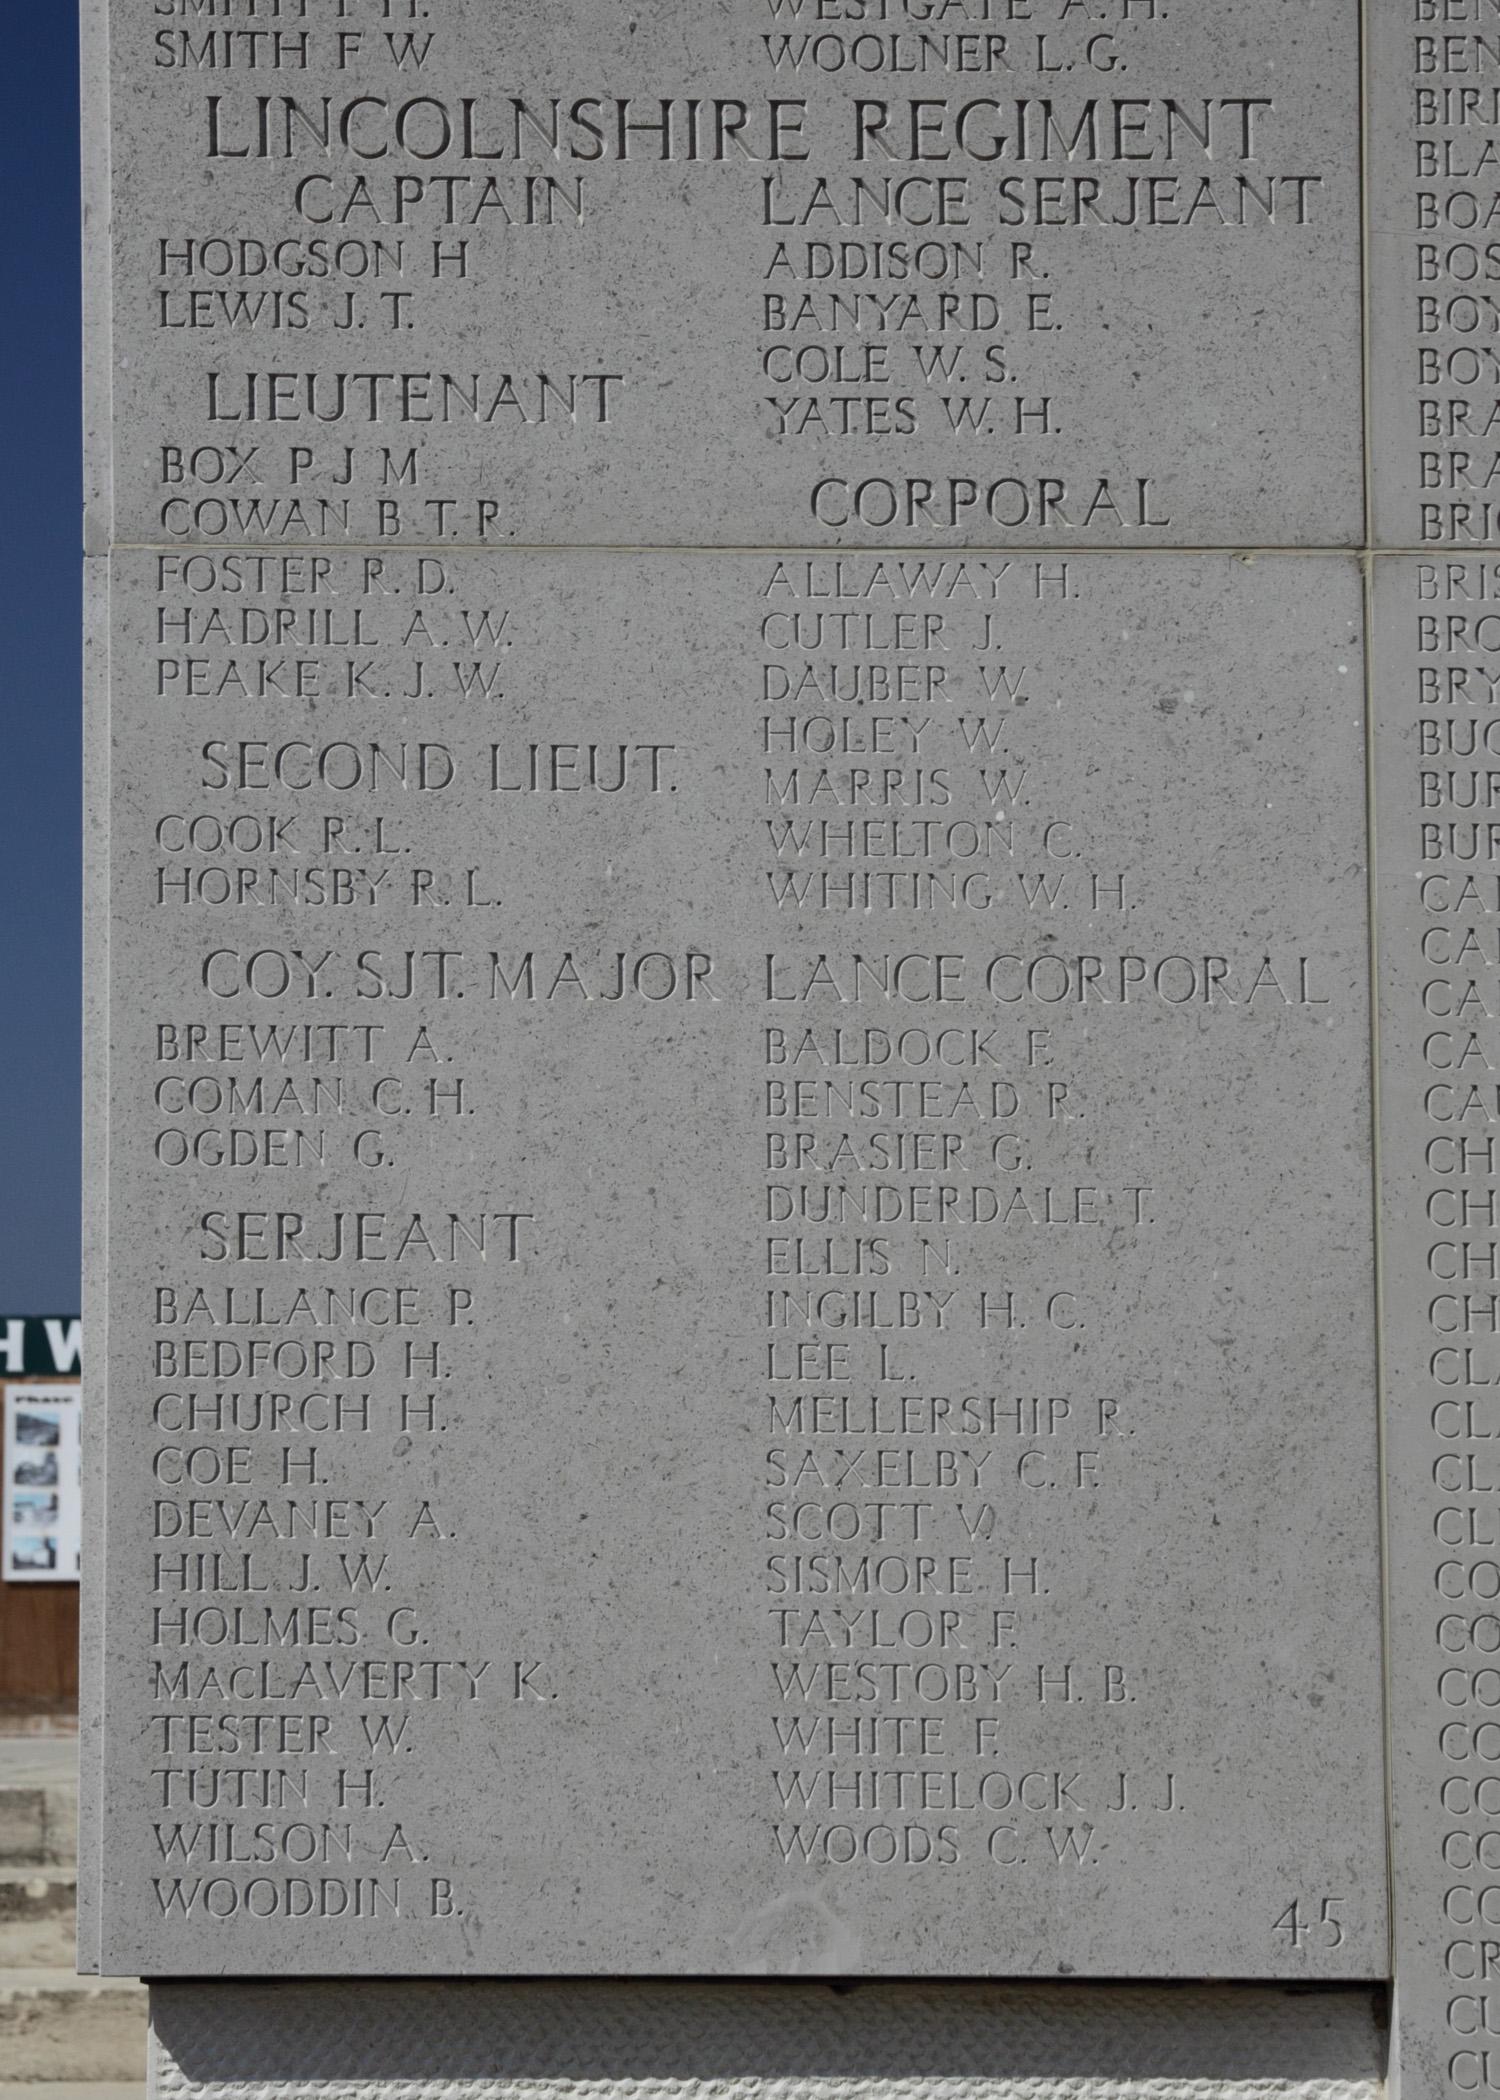 SMITH F W
LINCOLNSHIRE REGIMENT
CAPTAIN
HODGSON H
LEWIS J. T.
LIEUTENANT
BOX P J M
COWAN B. T. R.
FOSTER R. D.
HADRILL A. W.
PEAKE K. J. W.
SECOND LIEUT.
COOK R. L.
HORNSBY R. L.
COY. SJT. MAJOR
BREWITT A.
COMAN C. H.
OGDEN G.
SERJEANT
BALLANCE P.
BEDFORD H.
CHURCH H.
COE H.
DEVANEY A.
HILL J. W.
HOLMES G.
MACLAVERTY K.
TESTER W.
TUTIN H.
WILSON A.
WOODDIN B.
WESTGATE A. H.
WOOLNER L. G.
LANCE SERJEANT
ADDISON R.
BANYARD E.
COLE W. S.
YATES W. H.
CORPORAL
ALLAWAY H.
CUTLER J.
DAUBER W.
HOLEY W.
MARRIS W.
WHELTON C.
WHITING W. H.
LANCE CORPORAL
BALDOCK F.
BENSTEAD R.
BRASIER G.
DUNDERDALE T.
ELLIS N.
INGILBY H. C.
LEE L.
MELLERSHIP R.
SAXELBY C. F.
SCOTT V.
SISMORE H.
TAYLOR F.
WESTOBY H. B.
WHITE F.
WHITELOCK J. J.
WOODS C. W.
45